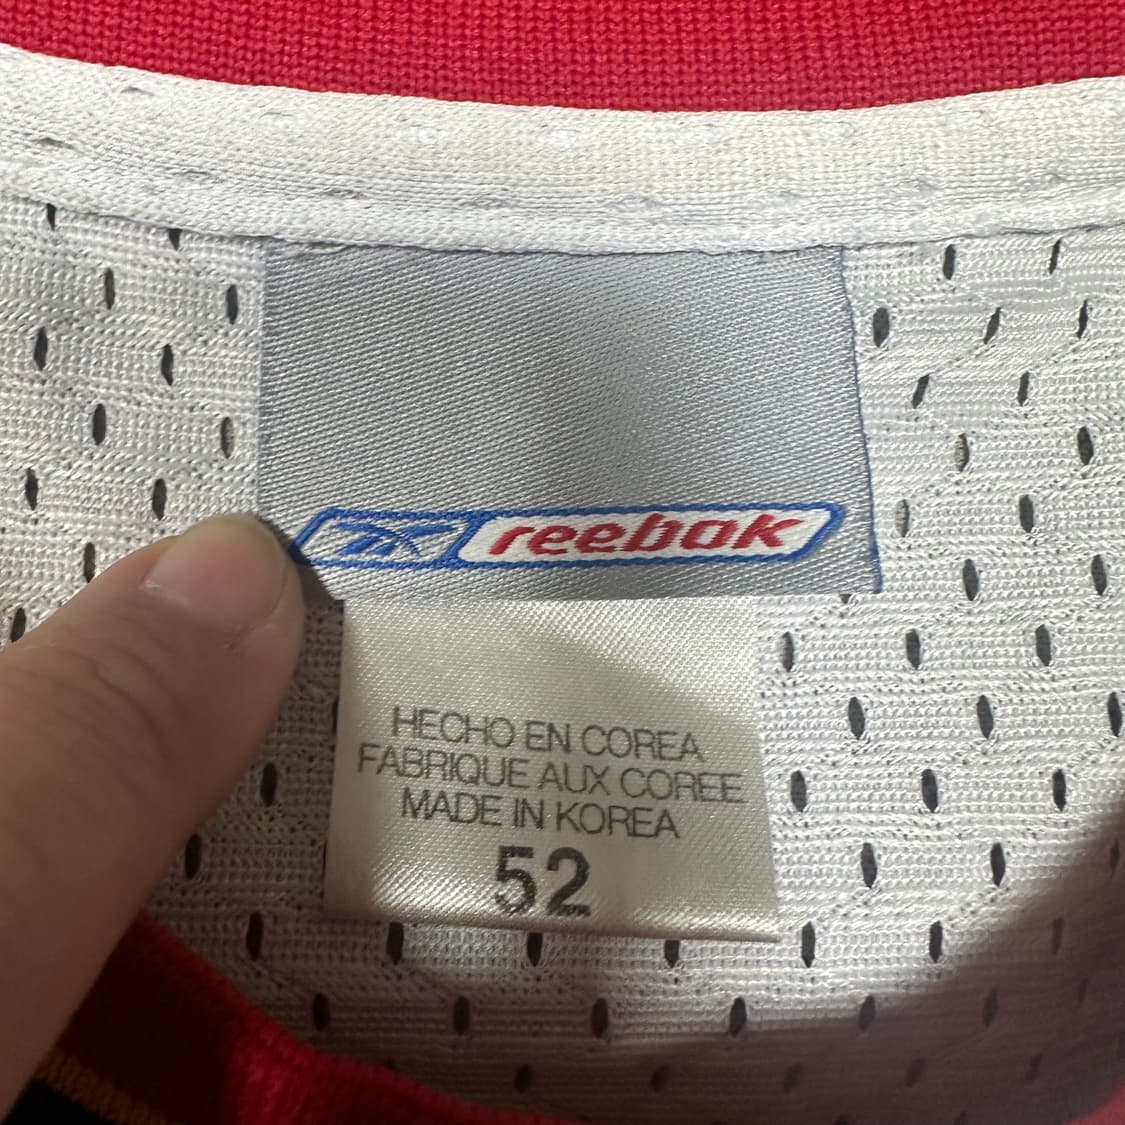 reebok
HECHO EN COREA
FABRIQUE AUX COREE
MADE IN KOREA
52